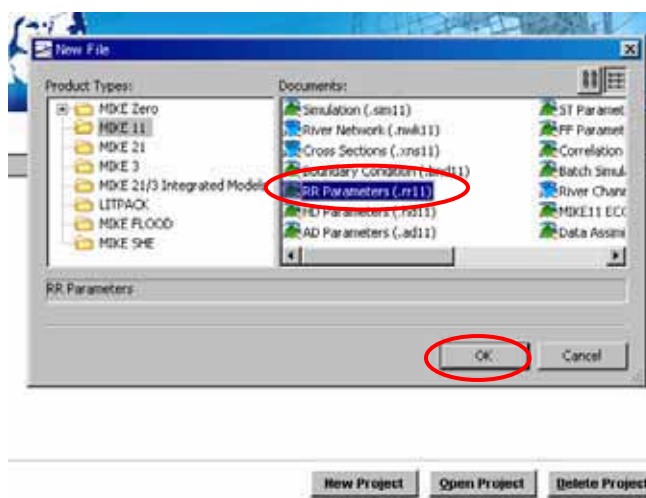 New File
Product Types:
MIKE Zero
MIKE 11
MIKE 21
MIKE 3
MIKE 21/3 Integrated Models
LITPACK
MIKE FLOOD
MIKE SHE
Documents:
Simulation (.sim11)
River Network (.nwk11)
Cross Sections (.xns11)
Boundary Condition (.bnd11)
RR Parameters (.rr11)
HD Parameters (.hd11)
AD Parameters (.ad11)
ST Paramet
FF Paramet
Correlation
Batch Simul
River Chann
MIKE11 ECO
Data Assimi
RR Parameters
OK Cancel
New Project Open Project Delete Project